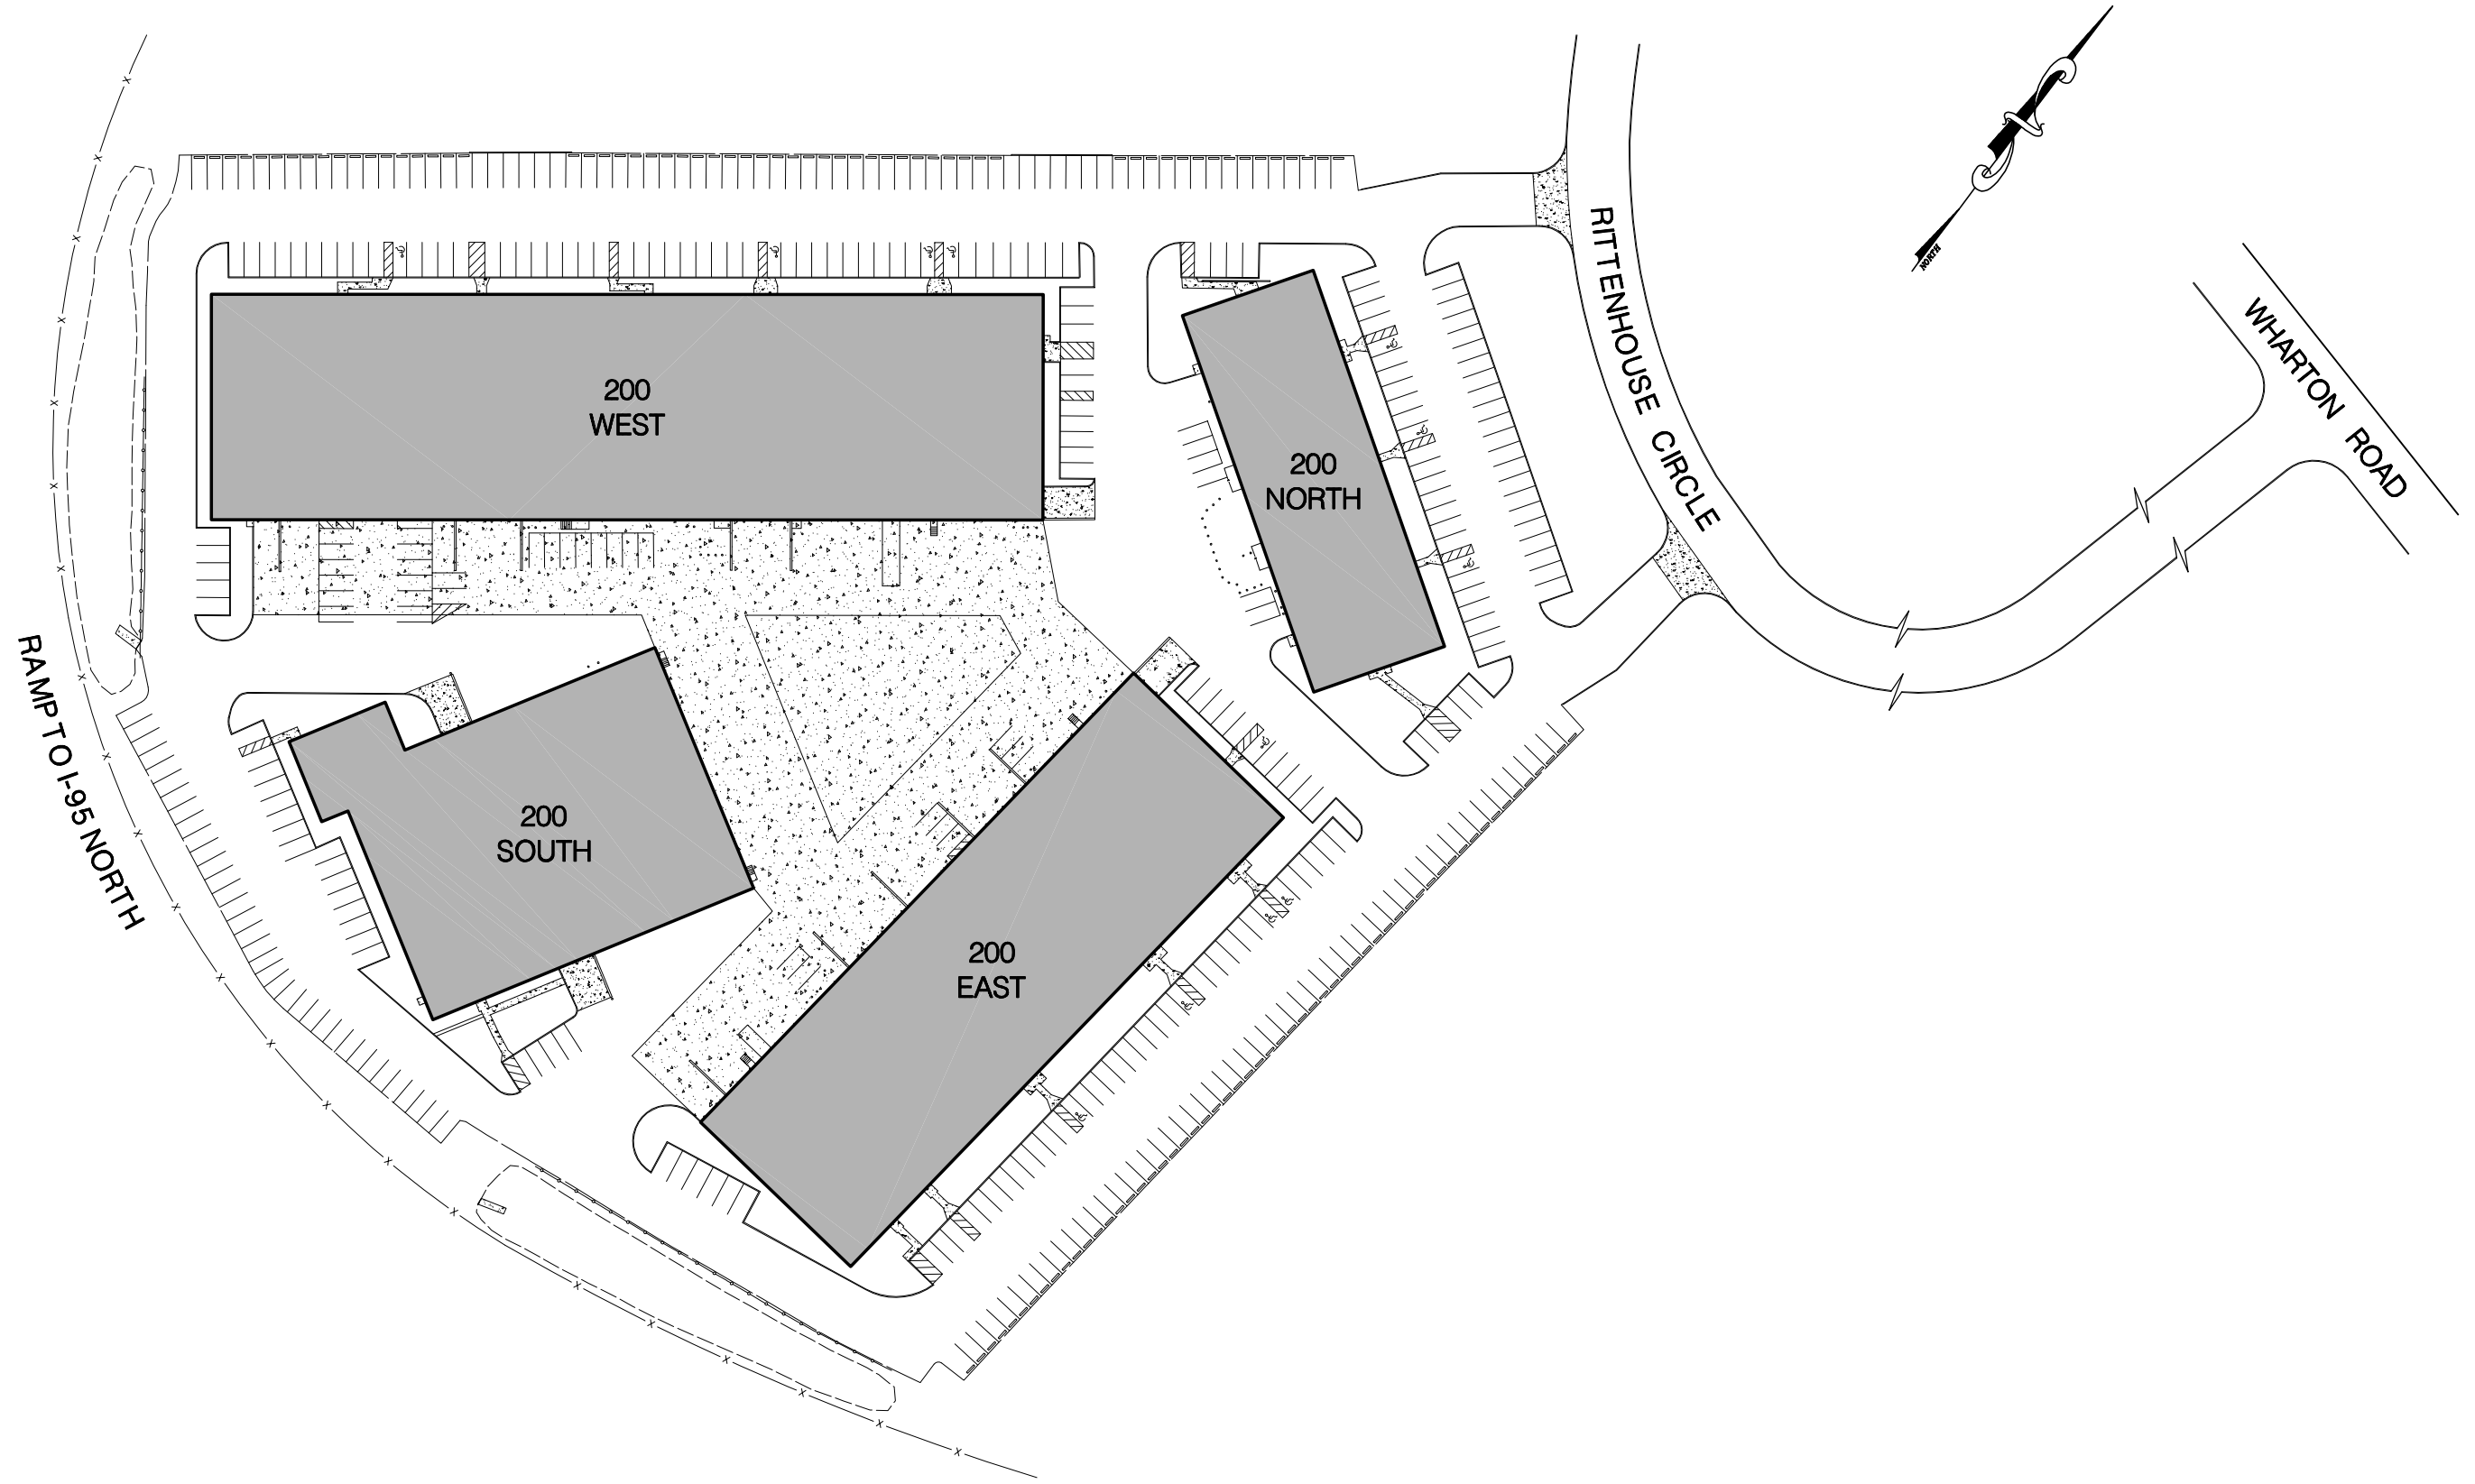 NORTH
RITTENHOUSE CIRCLE
WHARTON ROAD
200
WEST
200
NORTH
RAMP TO I-95 NORTH
200
SOUTH
200
EAST